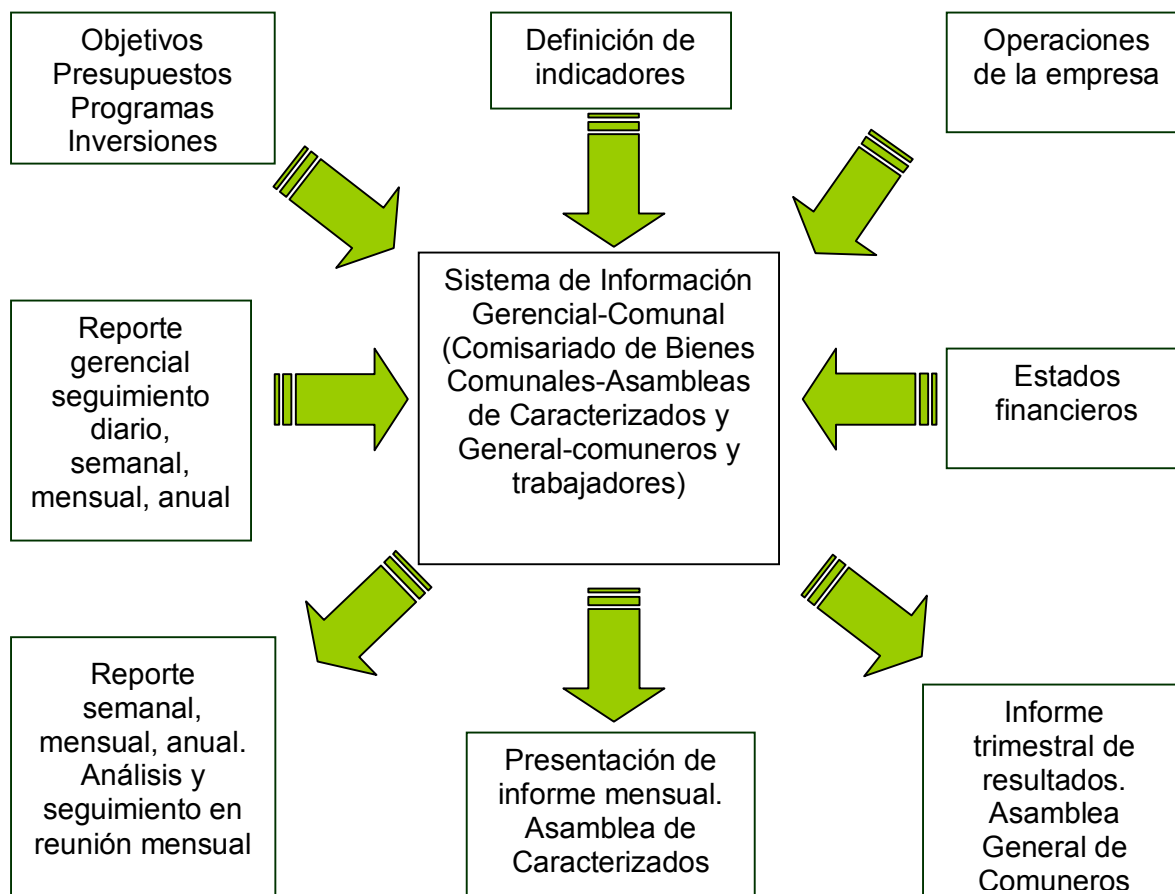 Objetivos
Presupuestos
Programas
Inversiones
Definición de
indicadores
Operaciones
de la empresa
Reporte
gerencial
seguimiento
diario,
semanal,
mensual, anual
Sistema de Información
Gerencial-Comunal
(Comisariado de Bienes
Comunales-Asambleas
de Caracterizados y
General-comuneros y
trabajadores)
Estados
financieros
Reporte
semanal,
mensual, anual.
Análisis y
seguimiento en
reunión mensual
Presentación de
informe mensual.
Asamblea de
Caracterizados
Informe
trimestral de
resultados.
Asamblea
General de
Comuneros